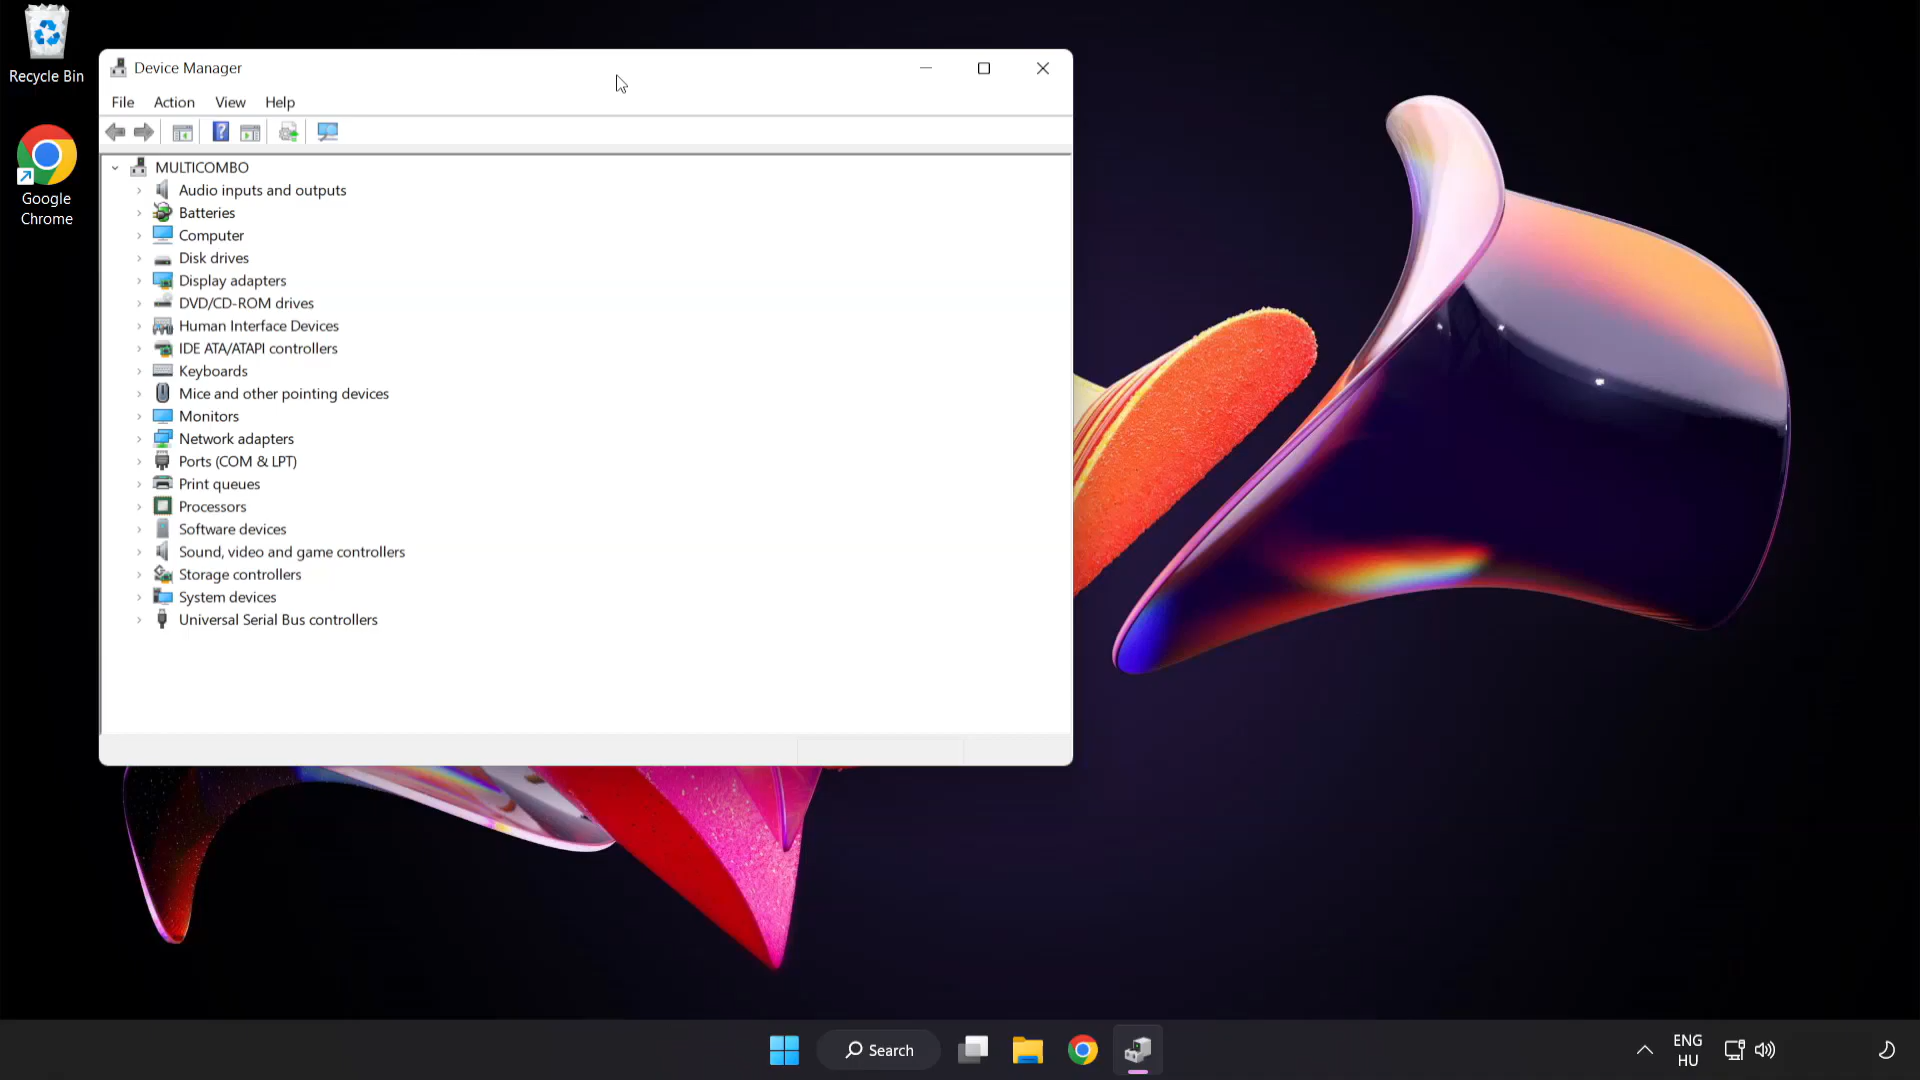 Recycle Bin
Google
Chrome
Device Manager
File Action View Help
MULTICOMBO
Audio inputs and outputs
Batteries
Computer
Disk drives
Display adapters
DVD/CD-ROM drives
Human Interface Devices
IDE ATA/ATAPI controllers
Keyboards
Mice and other pointing devices
Monitors
Network adapters
Ports (COM & LPT)
Print queues
Processors
Software devices
Sound, video and game controllers
Storage controllers
System devices
Universal Serial Bus controllers
Search
ENG
HU